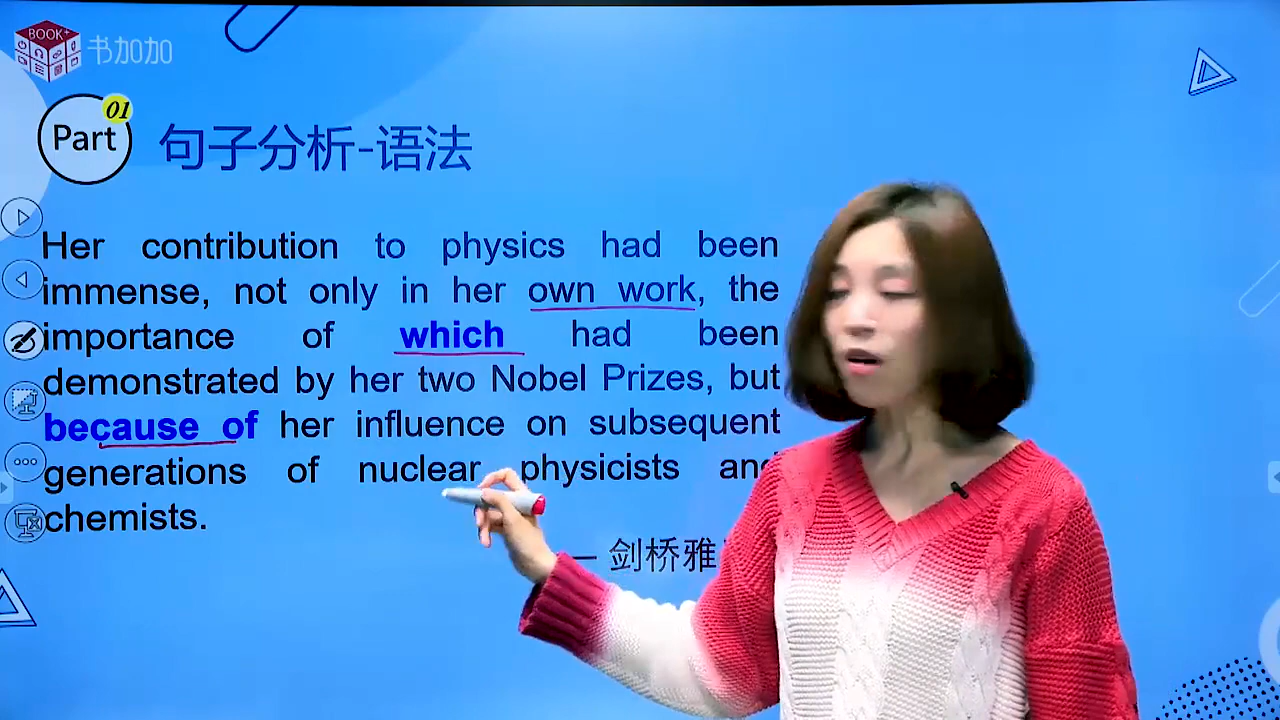 BOOK+
书加加
Part 01
句子分析-语法
Her contribution to physics had been
immense, not only in her own work, the
importance of which had been
demonstrated by her two Nobel Prizes, but
because of her influence on subsequent
generations of nuclear physicists and
chemists.
— 剑桥雅